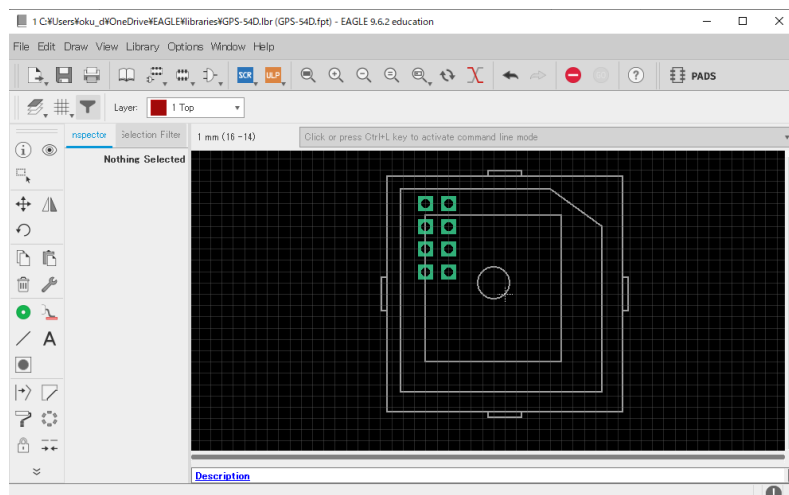 1 C:¥Users¥oku_d¥OneDrive¥EAGLE¥libraries¥GPS-54D.lbr (GPS-54D.fpt) - EAGLE 9.6.2 education
File Edit Draw View Library Options Window Help
SCR ULP ? PADS
Layer: 1 Top
nspector Selection Filter 1 mm (16 -14) Click or press Ctrl+L key to activate command line mode
Nothing Selected
A
Description